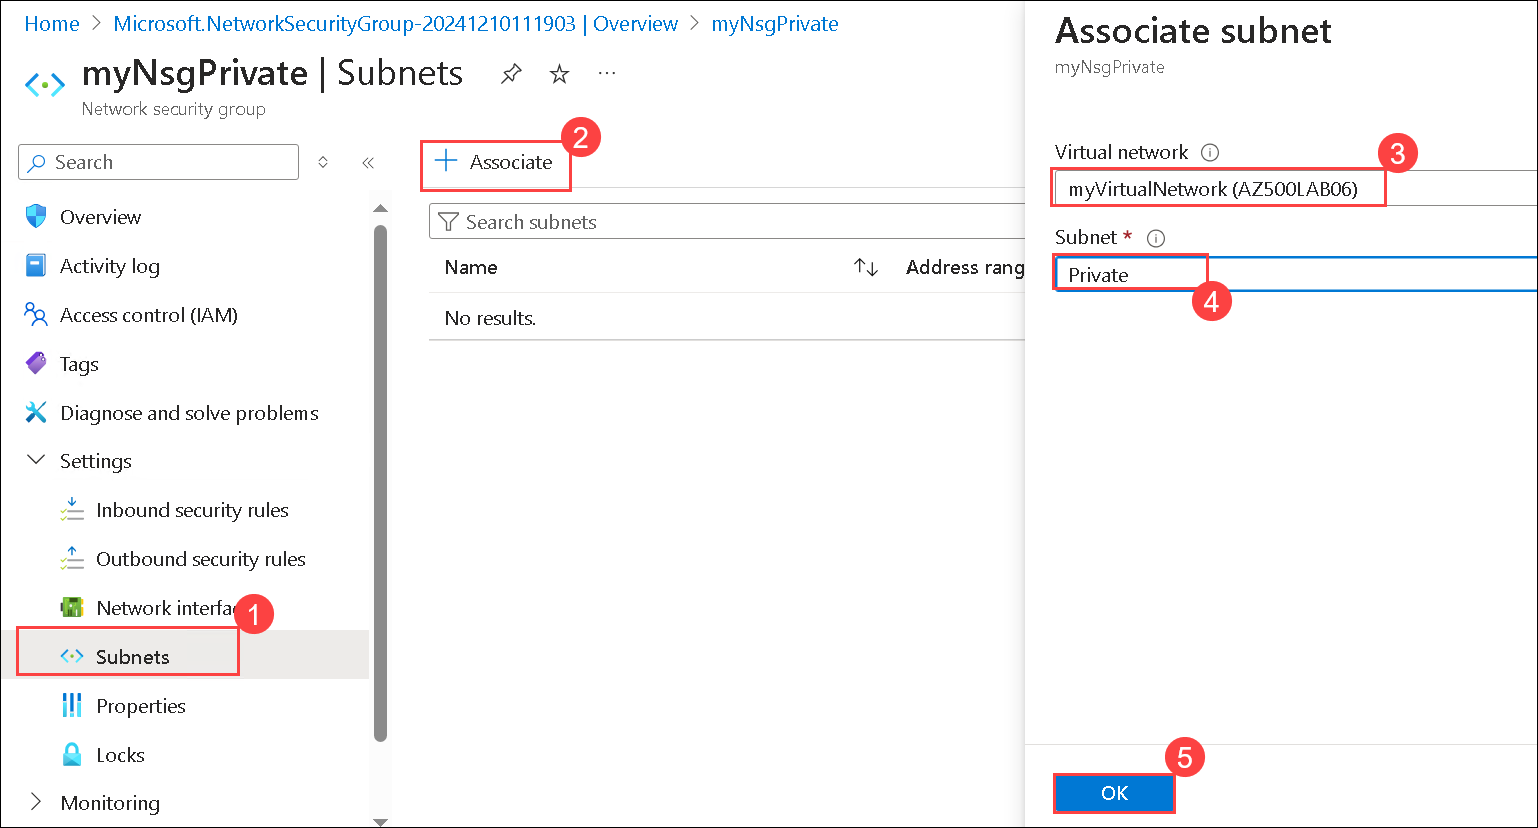 Home > Microsoft.NetworkSecurityGroup-20241210111903 | Overview > myNsgPrivate
myNsgPrivate | Subnets
Network security group
Search
Overview
Activity log
Access control (IAM)
Tags
Diagnose and solve problems
Settings
Inbound security rules
Outbound security rules
Network interfac
1
Subnets
Properties
Locks
Monitoring
2
Associate
Search subnets
Name
Address rang
No results.
Associate subnet
myNsgPrivate
Virtual network
3
myVirtualNetwork (AZ500LAB06)
Subnet *
Private
4
5
OK